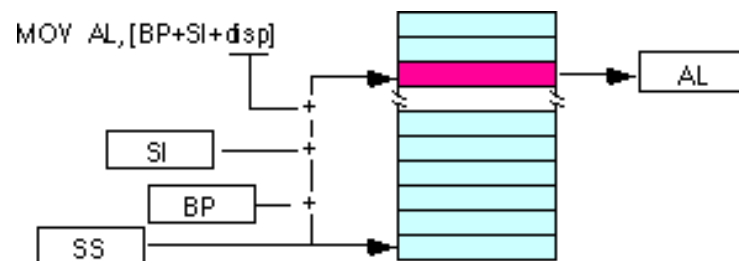 MOV AL, [BP+SI+disp]
AL
+
SI
+
BP
+
SS